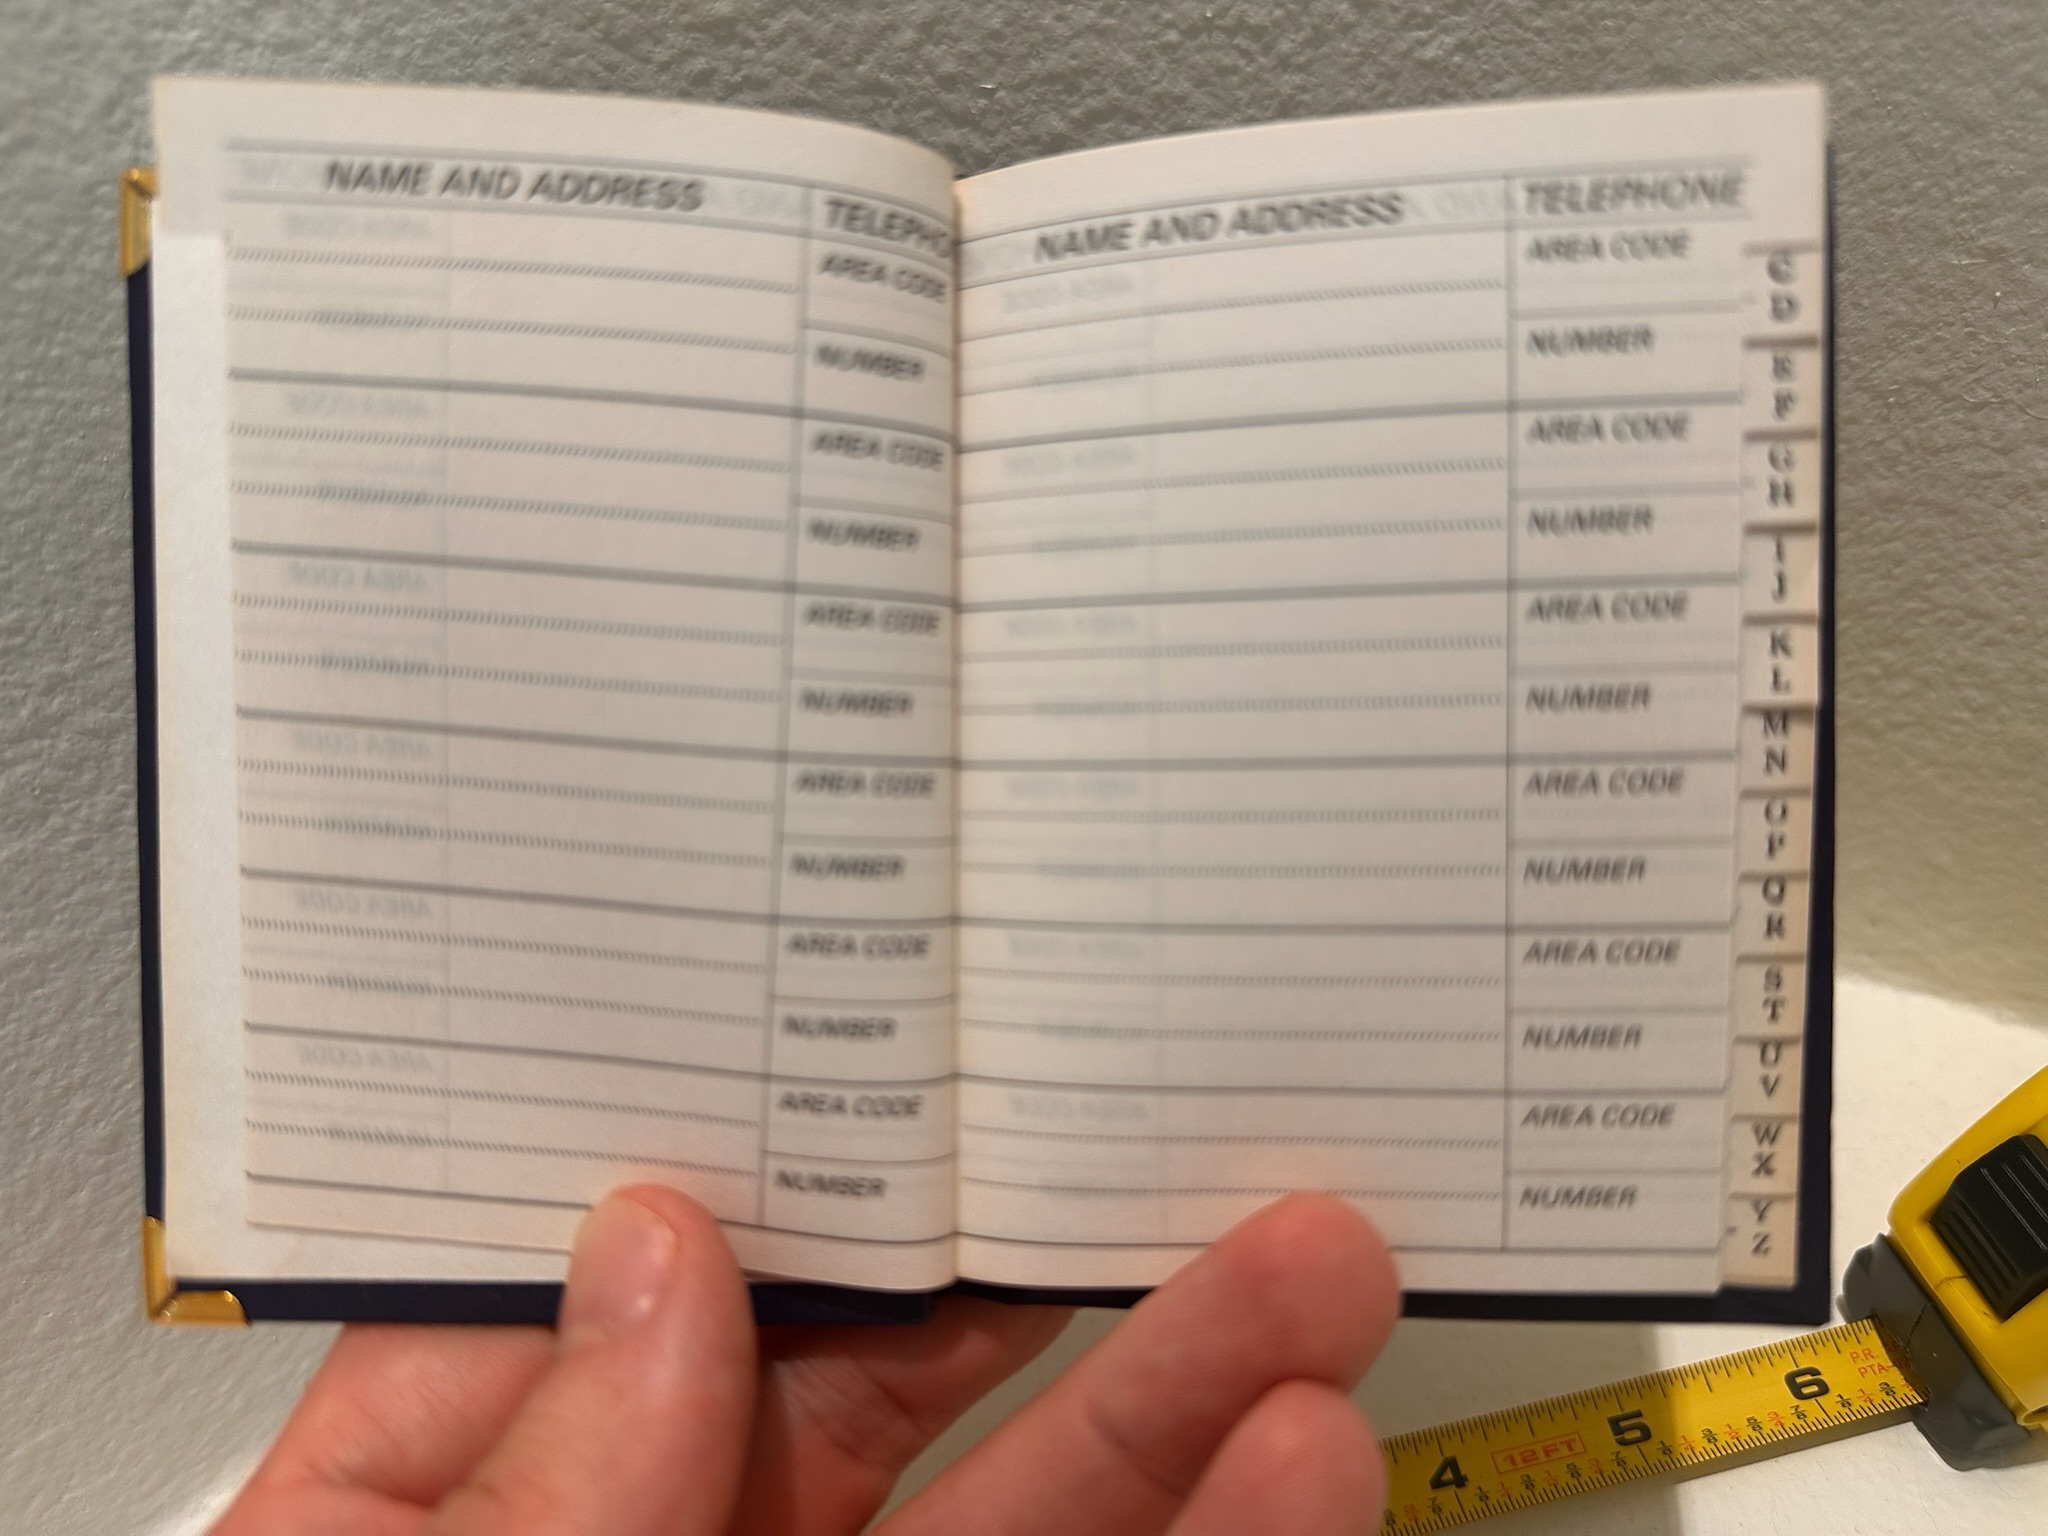 NAME AND ADDRESS
TELEPHO
AREA CODE
NUMBER
AREA CODE
NUMBER
AREA CODE
NUMBER
AREA CODE
NUMBER
AREA CODE
NUMBER
AREA CODE
NUMBER
NAME AND ADDRESS
TELEPHONE
AREA CODE
NUMBER
AREA CODE
NUMBER
AREA CODE
NUMBER
AREA CODE
NUMBER
AREA CODE
NUMBER
AREA CODE
NUMBER
C
D
E
F
G
H
I
J
K
L
M
N
O
P
Q
R
S
T
U
V
W
X
Y
Z
4 12FT 5 6
P.R.
PTA-